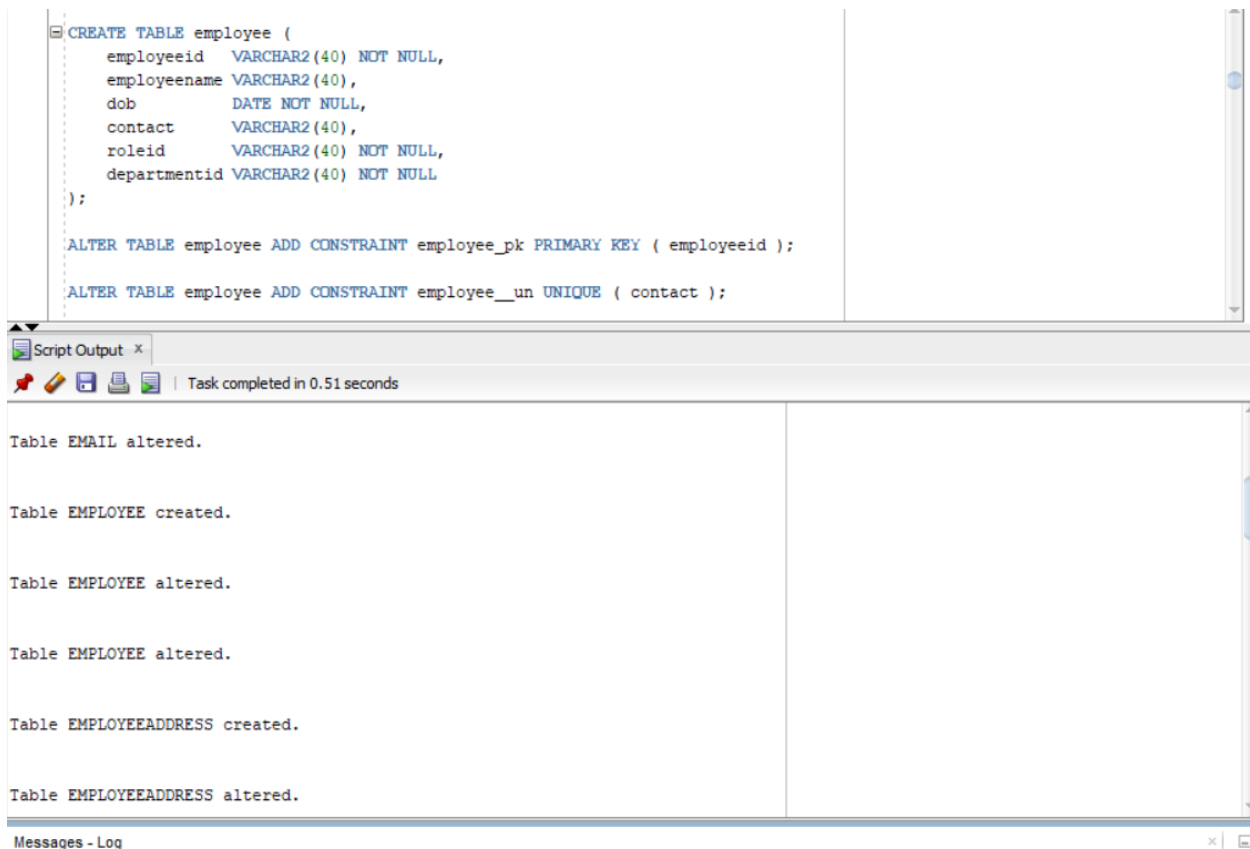 CREATE TABLE employee (
employeeid VARCHAR2(40) NOT NULL,
employeename VARCHAR2(40),
dob DATE NOT NULL,
contact VARCHAR2(40),
roleid VARCHAR2(40) NOT NULL,
departmentid VARCHAR2(40) NOT NULL
);
ALTER TABLE employee ADD CONSTRAINT employee_pk PRIMARY KEY ( employeeid );
ALTER TABLE employee ADD CONSTRAINT employee__un UNIQUE ( contact );
Script Output x
Task completed in 0.51 seconds
Table EMAIL altered.
Table EMPLOYEE created.
Table EMPLOYEE altered.
Table EMPLOYEE altered.
Table EMPLOYEEADDRESS created.
Table EMPLOYEEADDRESS altered.
Messages - Log